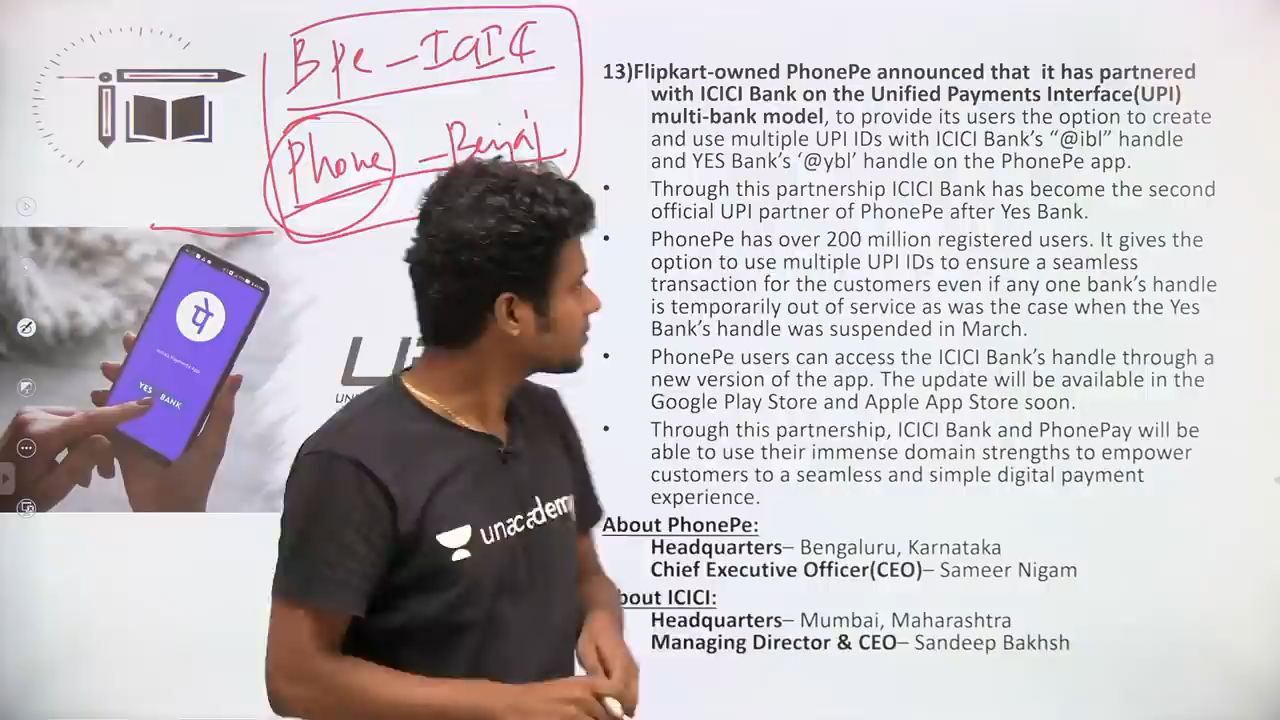 Bpe - ICICI
Phone - Benjaj
13)Flipkart-owned PhonePe announced that it has partnered
with ICICI Bank on the Unified Payments Interface(UPI)
multi-bank model, to provide its users the option to create
and use multiple UPI IDs with ICICI Bank’s “@ibl” handle
and YES Bank’s ‘@ybl’ handle on the PhonePe app.
• Through this partnership ICICI Bank has become the second
official UPI partner of PhonePe after Yes Bank.
• PhonePe has over 200 million registered users. It gives the
option to use multiple UPI IDs to ensure a seamless
transaction for the customers even if any one bank’s handle
is temporarily out of service as was the case when the Yes
Bank’s handle was suspended in March.
• PhonePe users can access the ICICI Bank’s handle through a
new version of the app. The update will be available in the
Google Play Store and Apple App Store soon.
• Through this partnership, ICICI Bank and PhonePay will be
able to use their immense domain strengths to empower
customers to a seamless and simple digital payment
experience.
About PhonePe:
Headquarters– Bengaluru, Karnataka
Chief Executive Officer(CEO)– Sameer Nigam
bout ICICI:
Headquarters– Mumbai, Maharashtra
Managing Director & CEO– Sandeep Bakhsh
पे
YES BANK
unacademy